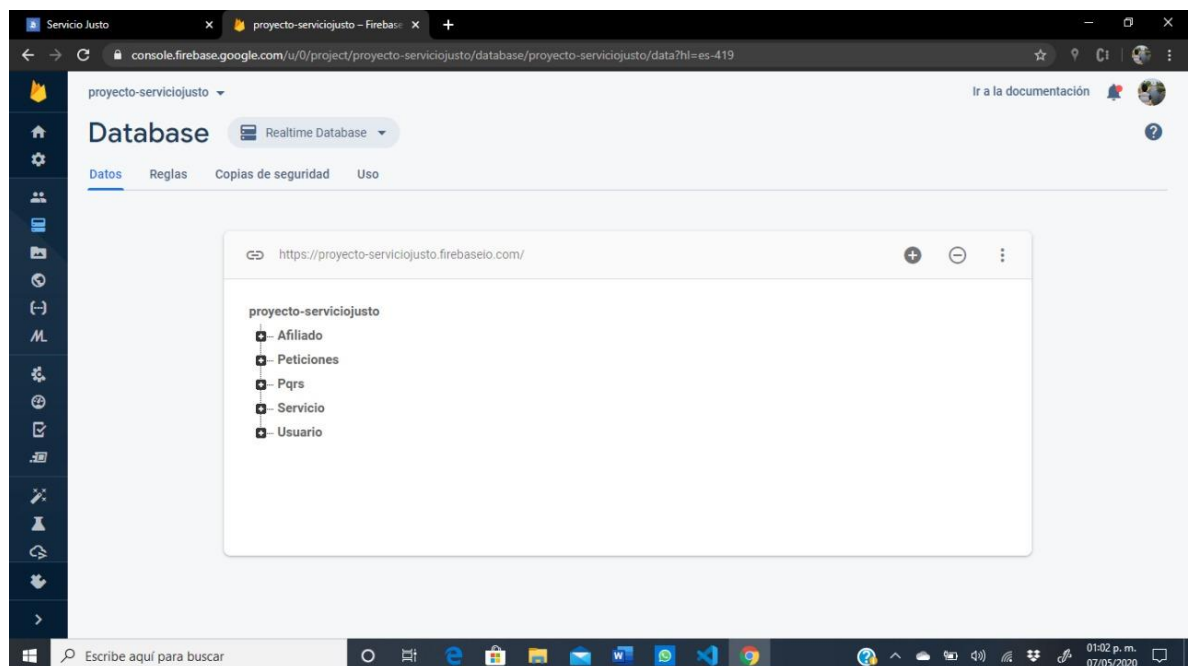 Servicio Justo
proyecto-serviciojusto – Firebase
console.firebase.google.com/u/0/project/proyecto-serviciojusto/database/proyecto-serviciojusto/data?hl=es-419
proyecto-serviciojusto
Ir a la documentación
Database
Realtime Database
Datos Reglas Copias de seguridad Uso
https://proyecto-serviciojusto.firebaseio.com/
proyecto-serviciojusto
Afiliado
Peticiones
Pqrs
Servicio
Usuario
Escribe aquí para buscar
01:02 p. m.
07/05/2020